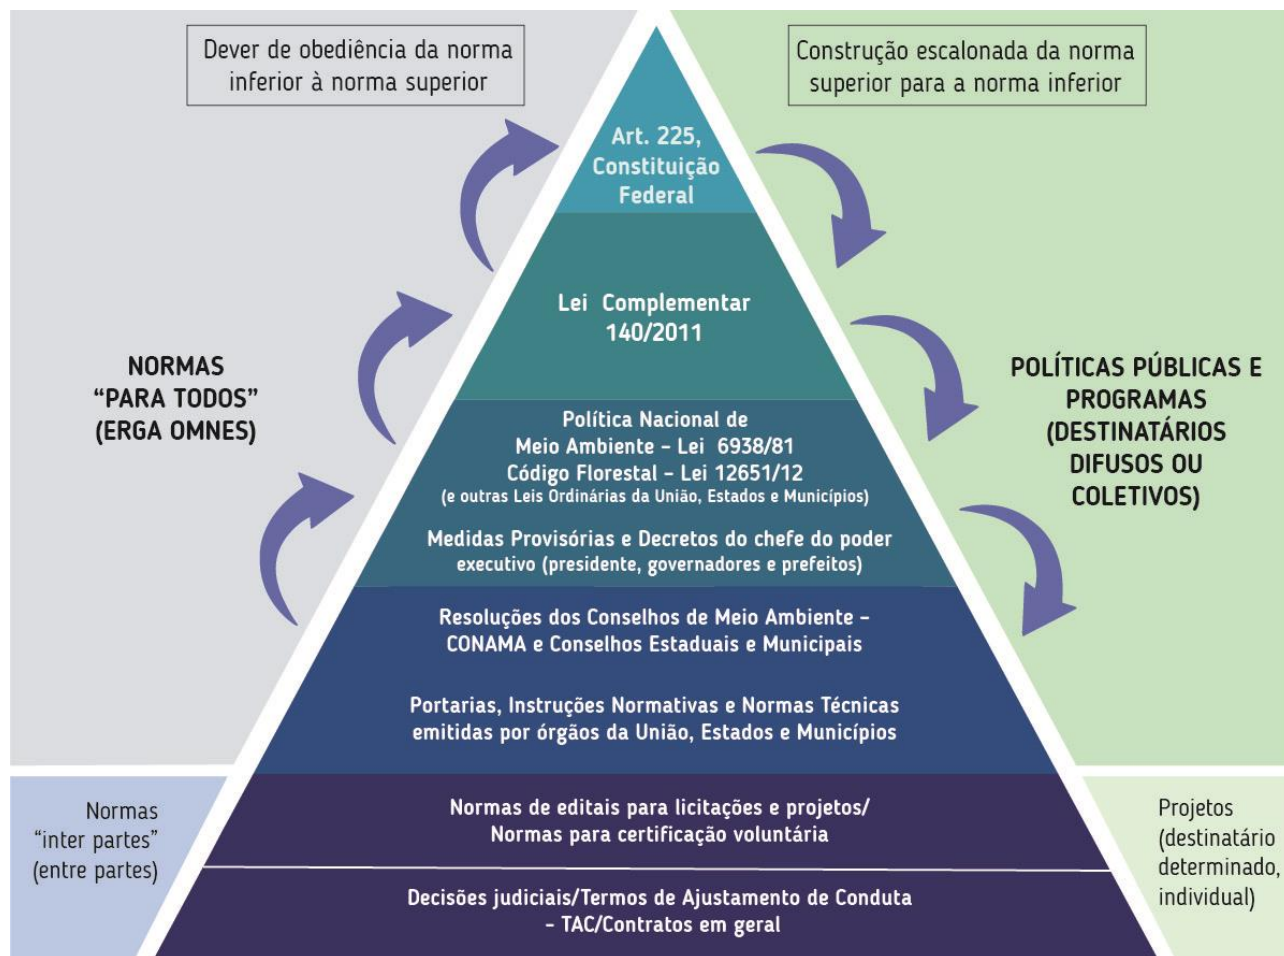 Dever de obediência da norma
inferior à norma superior
Construção escalonada da norma
superior para a norma inferior
Art. 225,
Constituição
Federal
Lei Complementar
140/2011
NORMAS
“PARA TODOS”
(ERGA OMNES)
POLÍTICAS PÚBLICAS E
PROGRAMAS
(DESTINATÁRIOS
DIFUSOS OU
COLETIVOS)
Política Nacional de
Meio Ambiente – Lei 6938/81
Código Florestal – Lei 12651/12
(e outras Leis Ordinárias da União, Estados e Municípios)
Medidas Provisórias e Decretos do chefe do poder
executivo (presidente, governadores e prefeitos)
Resoluções dos Conselhos de Meio Ambiente –
CONAMA e Conselhos Estaduais e Municipais
Portarias, Instruções Normativas e Normas Técnicas
emitidas por órgãos da União, Estados e Municípios
Normas
“inter partes”
(entre partes)
Normas de editais para licitações e projetos/
Normas para certificação voluntária
Decisões judiciais/Termos de Ajustamento de Conduta
– TAC/Contratos em geral
Projetos
(destinatário
determinado,
individual)